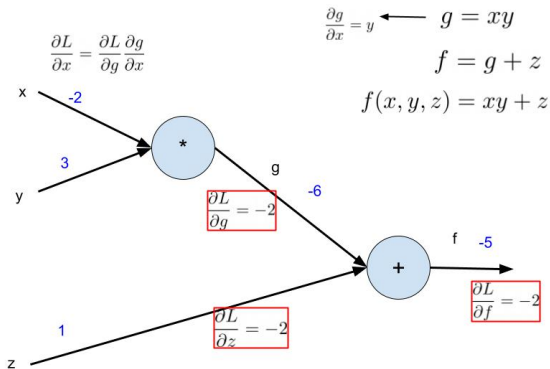 ∂g/∂x = y
g = xy
∂L/∂x = ∂L/∂g ∂g/∂x
f = g + z
x
-2
f(x, y, z) = xy + z
*
3
g
y
-6
∂L/∂g = −2
f
-5
+
∂L/∂f = −2
1
∂L/∂z = −2
z